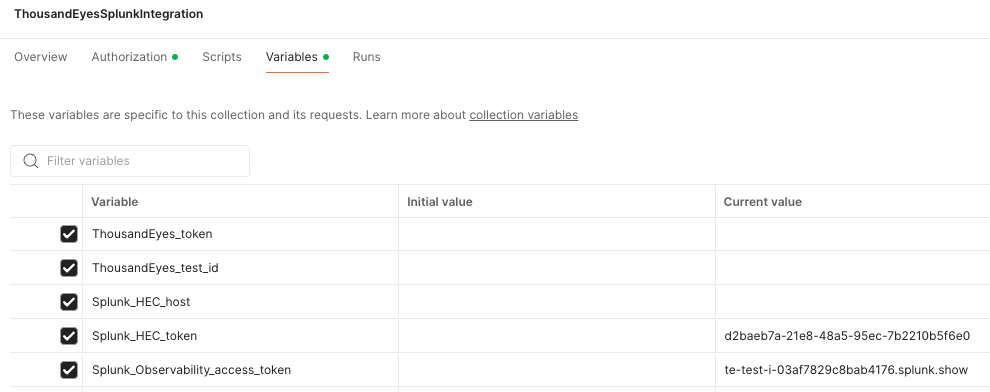 ThousandEyesSplunkIntegration
Overview Authorization Scripts Variables Runs
These variables are specific to this collection and its requests. Learn more about collection variables
Filter variables
Variable Initial value Current value
ThousandEyes_token
ThousandEyes_test_id
Splunk_HEC_host
Splunk_HEC_token d2baeb7a-21e8-48a5-95ec-7b2210b5f6e0
Splunk_Observability_access_token te-test-i-03af7829c8bab4176.splunk.show